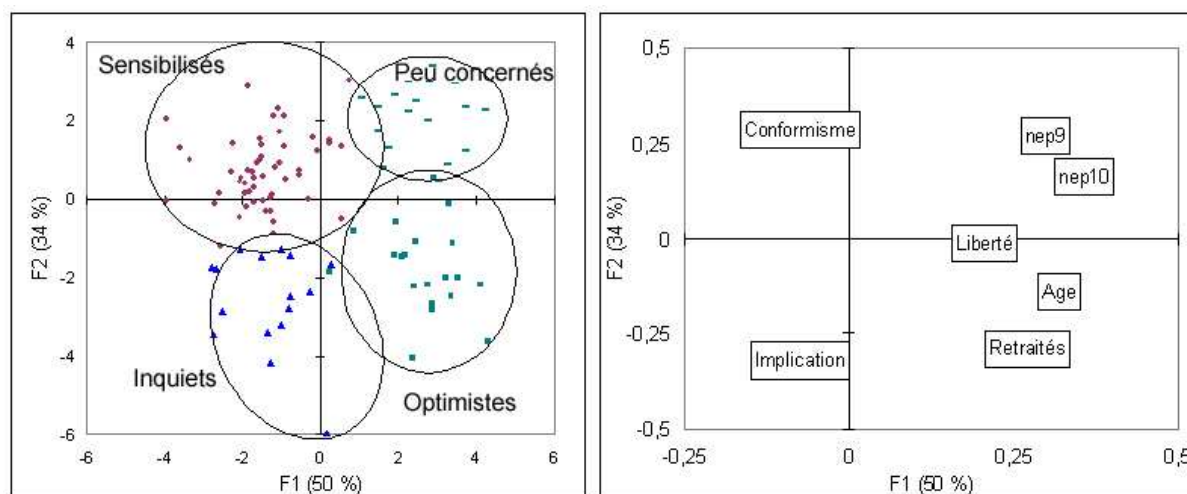 Sensibilisés
Peu concernés
Inquiets
Optimistes
4
2
0
-2
-4
-6
-6
-4
-2
0
2
4
6
F2 (34 %)
F1 (50 %)
Conformisme
nep9
nep10
Liberté
Age
Implication
Retraités
0,5
0,25
0
-0,25
-0,5
-0,25
0
0,25
0,5
F2 (34 %)
F1 (50 %)